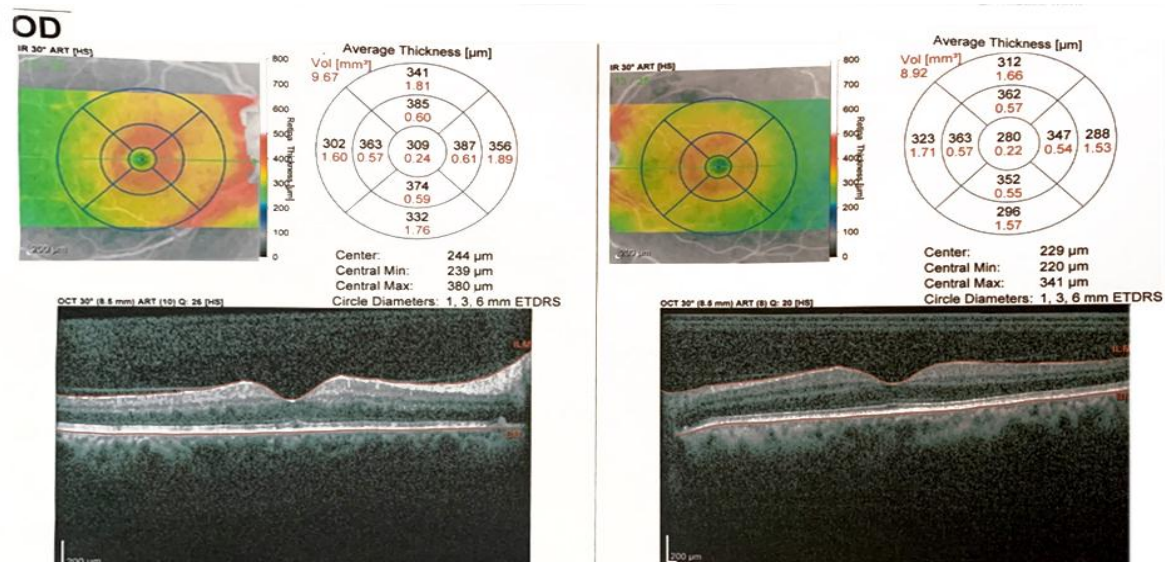 OD
IR 30° ART [HS]
800
700
600
500
400
300
200
100
0
Retina Thickness [µm]
200 µm
Average Thickness [µm]
Vol [mm³]
9.67
341
1.81
385
0.60
302 363 309 387 356
1.60 0.57 0.24 0.61 1.89
374
0.59
332
1.76
Center: 244 µm
Central Min: 239 µm
Central Max: 380 µm
Circle Diameters: 1, 3, 6 mm ETDRS
OCT 30° (8.5 mm) ART (10) Q: 25 [HS]
ILM
200 µm
IR 30° ART [HS]
800
700
600
500
400
300
200
100
0
Retina Thickness [µm]
200 µm
Average Thickness [µm]
Vol [mm³]
8.92
312
1.66
362
0.57
323 363 280 347 288
1.71 0.57 0.22 0.54 1.53
352
0.55
296
1.57
Center: 229 µm
Central Min: 220 µm
Central Max: 341 µm
Circle Diameters: 1, 3, 6 mm ETDRS
OCT 30° (8.5 mm) ART (8) Q: 20 [HS]
ILM
200 µm